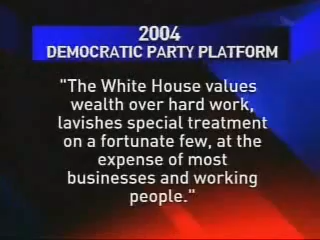 2004
DEMOCRATIC PARTY PLATFORM
"The White House values
wealth over hard work,
lavishes special treatment
on a fortunate few, at the
expense of most
businesses and working
people."